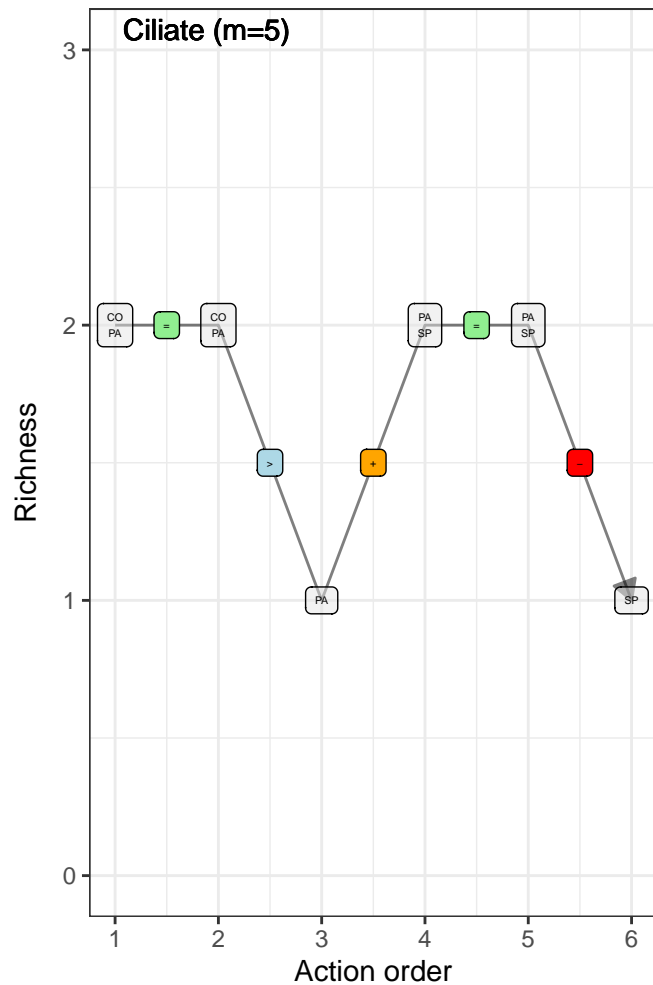 Ciliate (m=5)
3
2
1
0
Richness
CO
PA
=
CO
PA
>
PA
+
PA
SP
=
PA
SP
-
SP
1 2 3 4 5 6
Action order